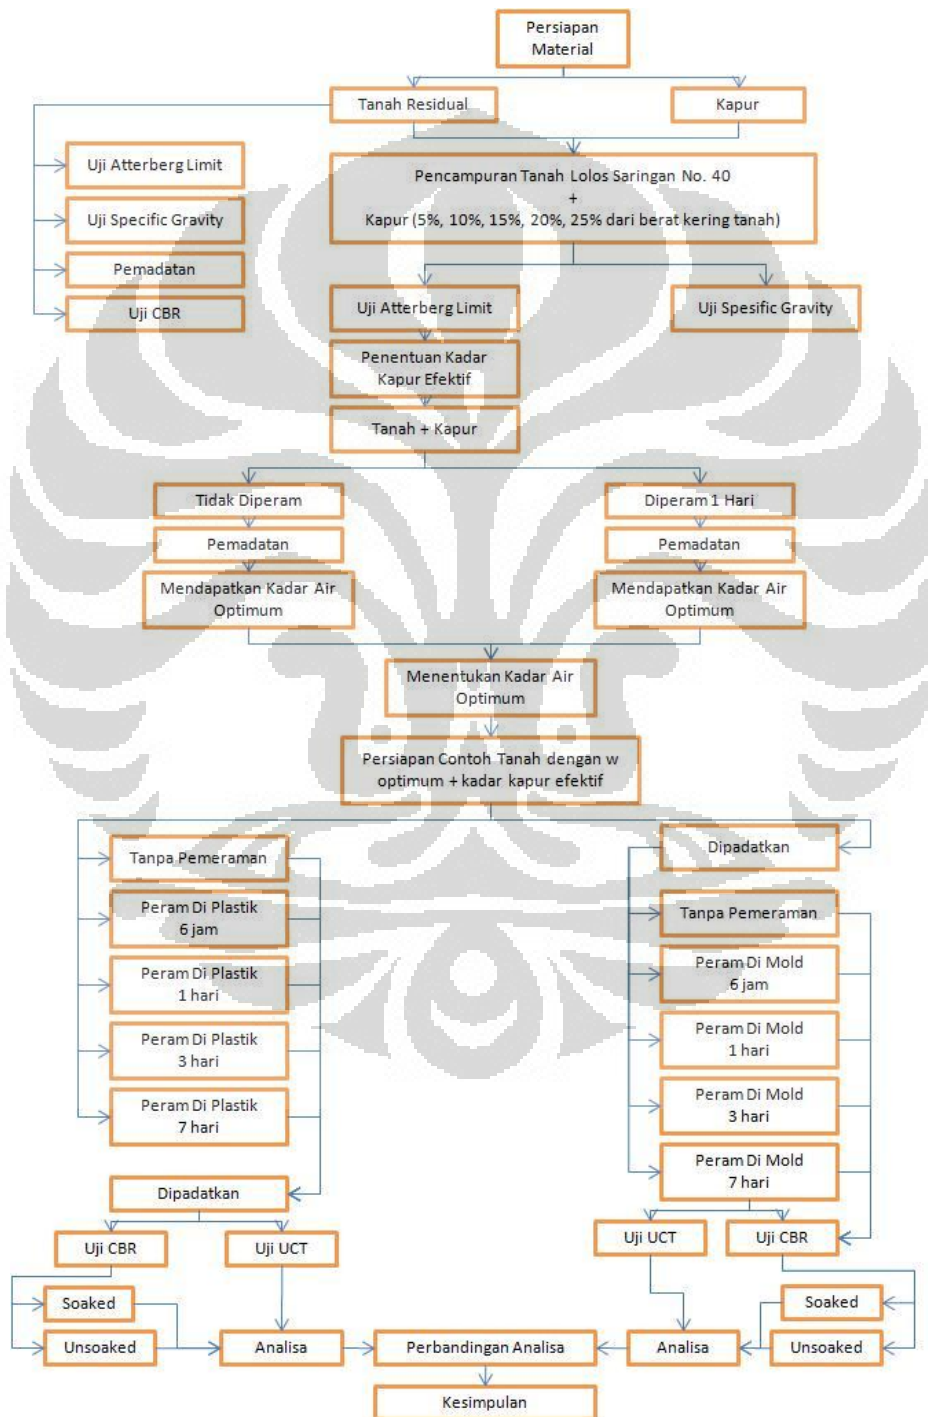 Persiapan
Material
Tanah Residual
Kapur
Uji Atterberg Limit
Uji Specific Gravity
Pemadatan
Uji CBR
Pencampuran Tanah Lolos Saringan No. 40
+
Kapur (5%, 10%, 15%, 20%, 25% dari berat kering tanah)
Uji Atterberg Limit
Uji Spesific Gravity
Penentuan Kadar
Kapur Efektif
Tanah + Kapur
Tidak Diperam
Diperam 1 Hari
Pemadatan
Pemadatan
Mendapatkan Kadar Air
Optimum
Mendapatkan Kadar Air
Optimum
Menentukan Kadar Air
Optimum
Persiapan Contoh Tanah dengan w
optimum + kadar kapur efektif
Tanpa Pemeraman
Peram Di Plastik
6 jam
Peram Di Plastik
1 hari
Peram Di Plastik
3 hari
Peram Di Plastik
7 hari
Dipadatkan
Uji CBR
Uji UCT
Soaked
Unsoaked
Analisa
Dipadatkan
Tanpa Pemeraman
Peram Di Mold
6 jam
Peram Di Mold
1 hari
Peram Di Mold
3 hari
Peram Di Mold
7 hari
Uji UCT
Uji CBR
Soaked
Unsoaked
Analisa
Perbandingan Analisa
Kesimpulan